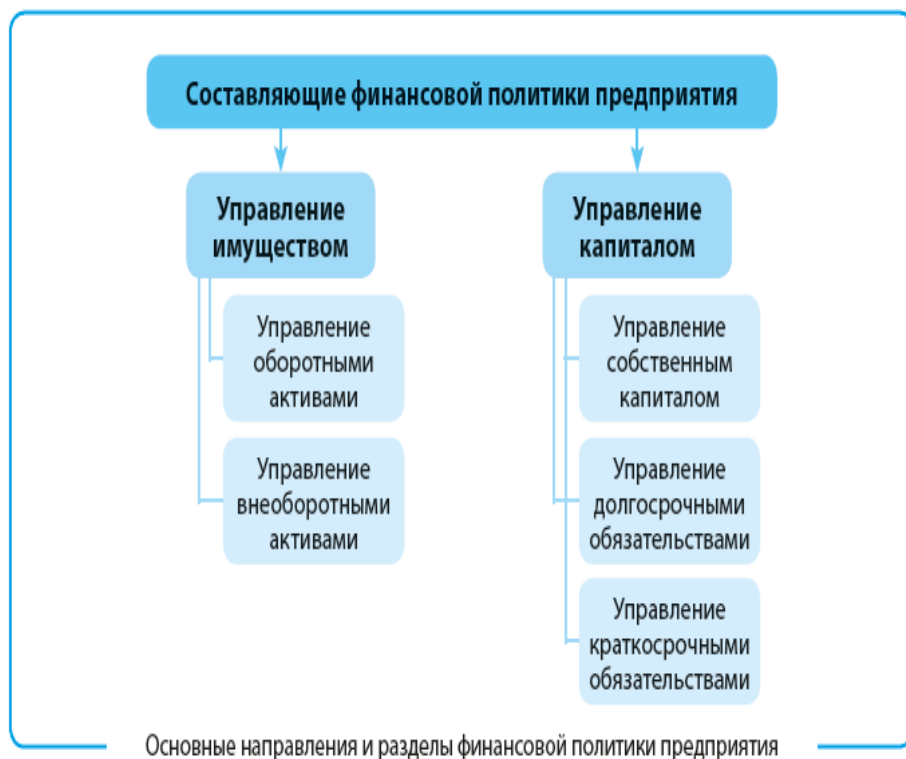 Составляющие финансовой политики предприятия
Управление
имуществом
Управление
оборотными
активами
Управление
внеоборотными
активами
Управление
капиталом
Управление
собственным
капиталом
Управление
долгосрочными
обязательствами
Управление
краткосрочными
обязательствами
Основные направления и разделы финансовой политики предприятия